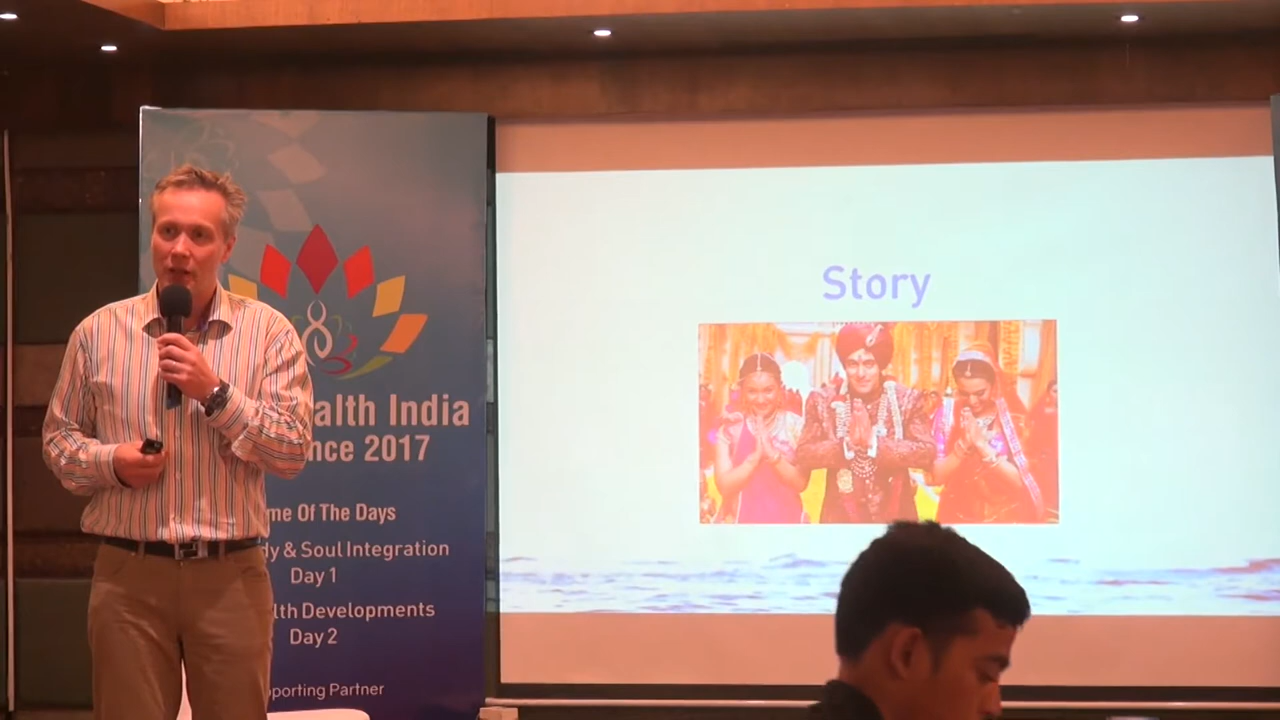 alth India
nce 2017
me Of The Days
dy & Soul Integration
Day 1
lth Developments
Day 2
pporting Partner
Story